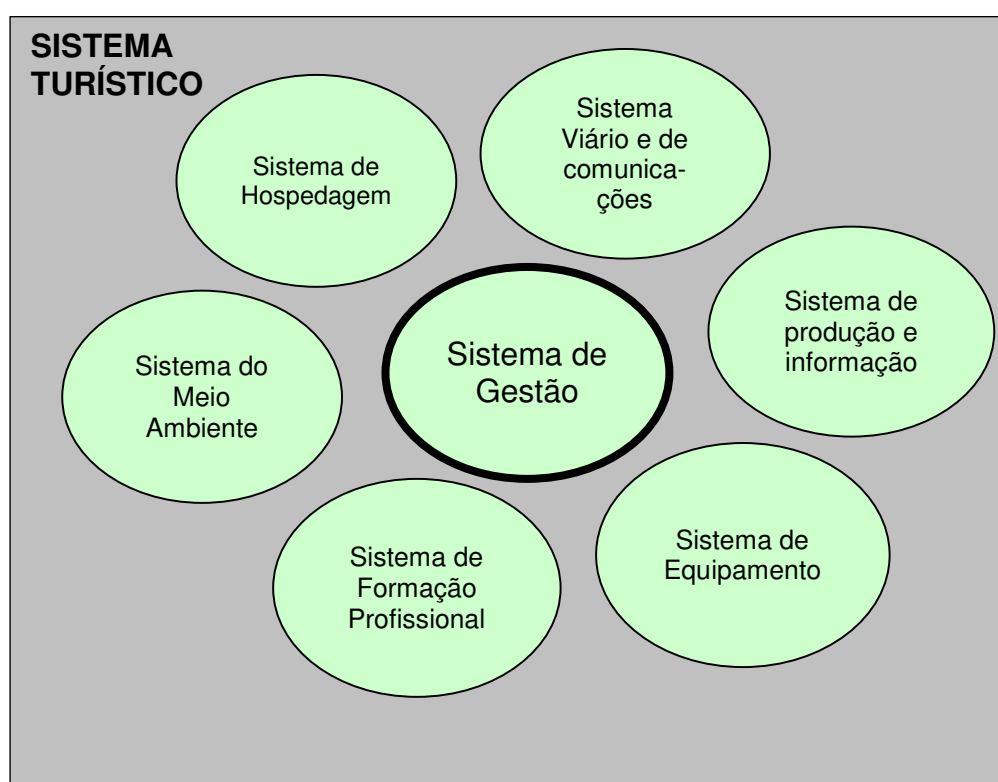 SISTEMA
TURÍSTICO
Sistema de
Hospedagem
Sistema
Viário e de
comunica-
ções
Sistema de
produção e
informação
Sistema do
Meio
Ambiente
Sistema de
Gestão
Sistema de
Formação
Profissional
Sistema de
Equipamento